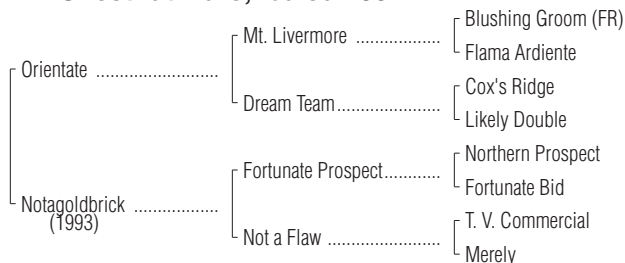 Blushing Groom (FR)
Mt. Livermore ...................
Flama Ardiente
Orientate ............................
Cox's Ridge
Dream Team.......................
Likely Double
Northern Prospect
Fortunate Prospect............
Fortunate Bid
Notagoldbrick ...................
(1993)
T. V. Commercial
Not a Flaw .........................
Merely